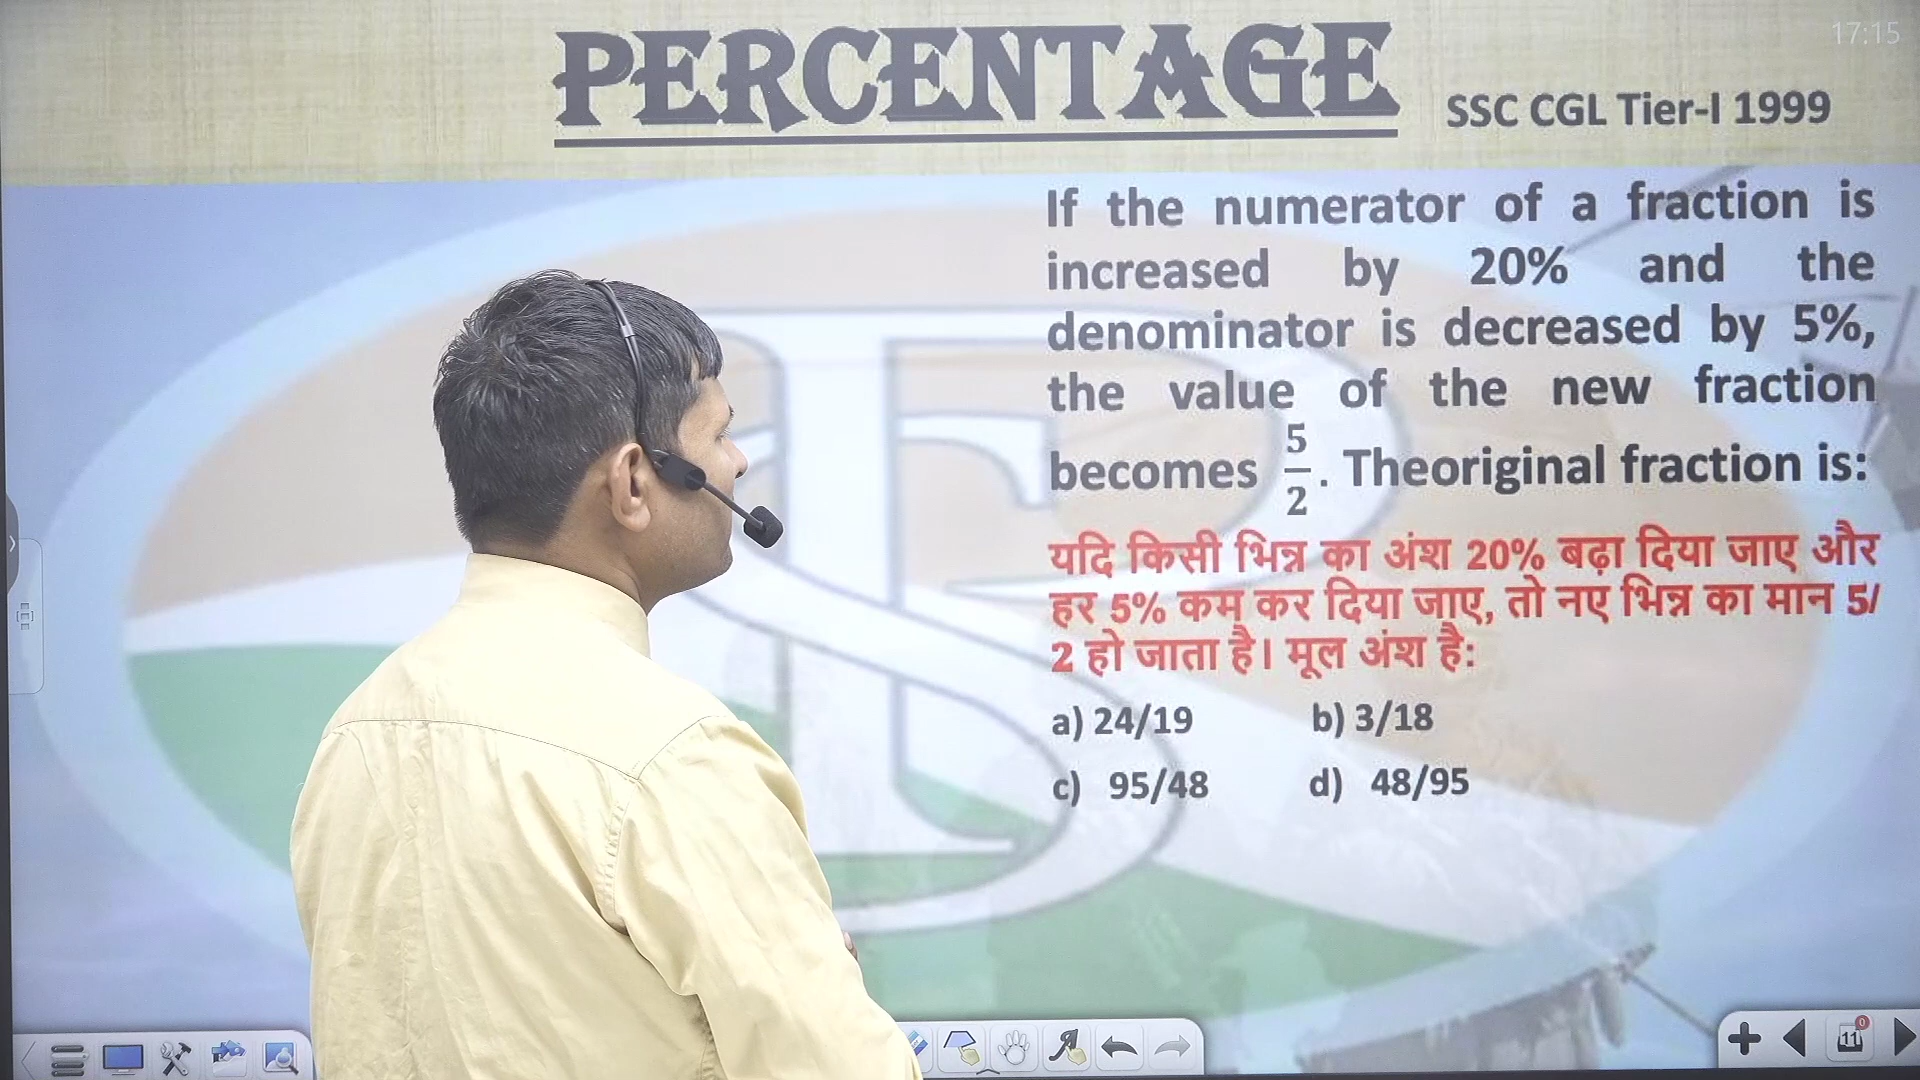 17:15
PERCENTAGE
SSC CGL Tier-I 1999
If the numerator of a fraction is
increased by 20% and the
denominator is decreased by 5%,
the value of the new fraction
becomes 5/2. Theoriginal fraction is:
यदि किसी भिन्न का अंश 20% बढ़ा दिया जाए और
हर 5% कम कर दिया जाए, तो नए भिन्न का मान 5/
2 हो जाता है। मूल अंश है:
a) 24/19 b) 3/18
c) 95/48 d) 48/95
11 0